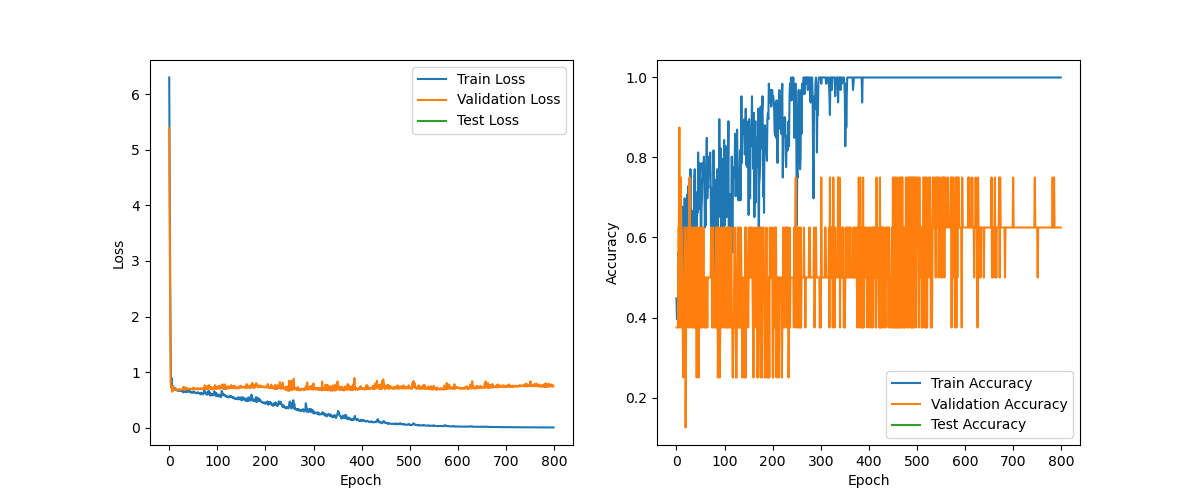 Train Loss
Validation Loss
Test Loss
6
5
4
3
2
1
0
Loss
0 100 200 300 400 500 600 700 800
Epoch
1.0
0.8
0.6
0.4
0.2
Accuracy
Train Accuracy
Validation Accuracy
Test Accuracy
0 100 200 300 400 500 600 700 800
Epoch